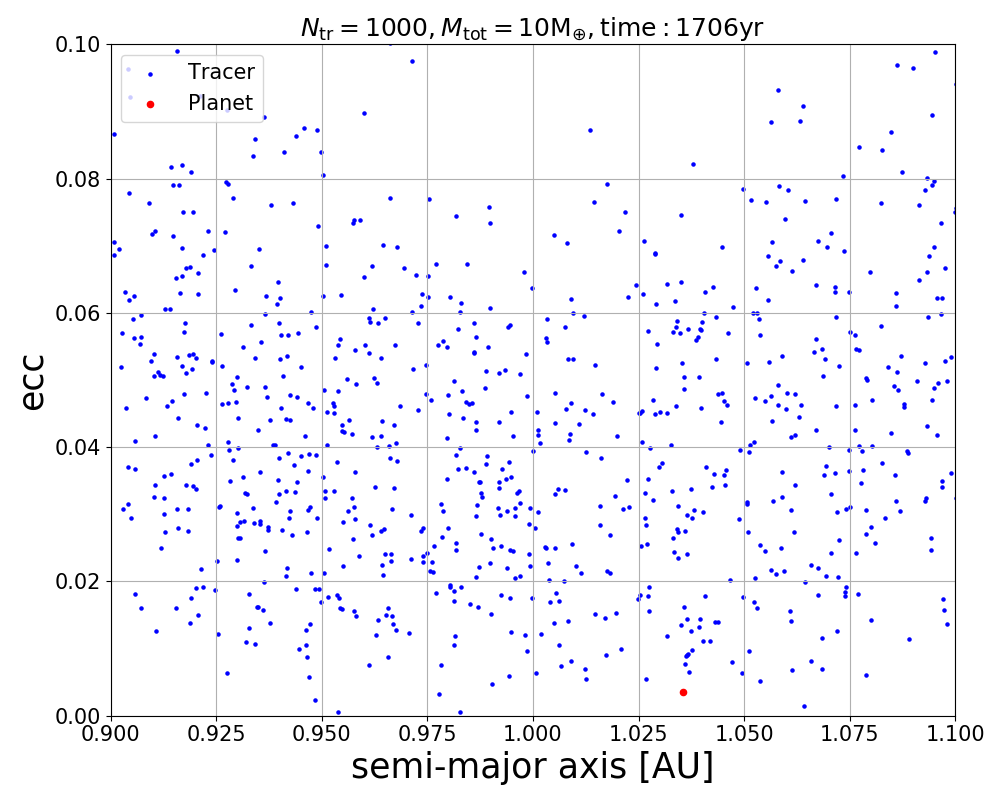 N_tr = 1000, M_tot = 10M_⊕, time : 1706yr
0.10
0.08
0.06
0.04
0.02
0.00
ecc
Tracer
Planet
0.900 0.925 0.950 0.975 1.000 1.025 1.050 1.075 1.100
semi-major axis [AU]